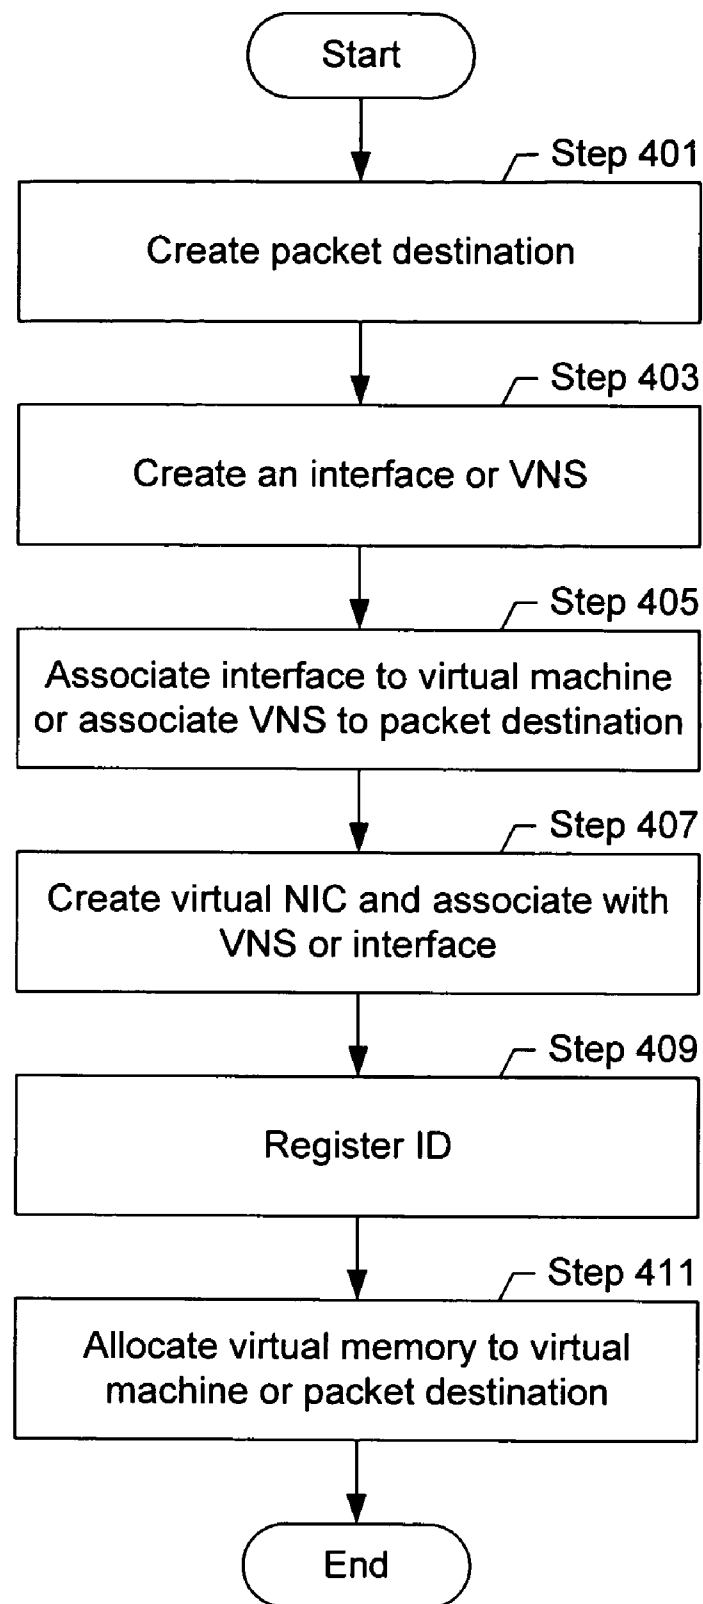 Start
Step 401
Create packet destination
Step 403
Create an interface or VNS
Step 405
Associate interface to virtual machine
or associate VNS to packet destination
Step 407
Create virtual NIC and associate with
VNS or interface
Step 409
Register ID
Step 411
Allocate virtual memory to virtual
machine or packet destination
End